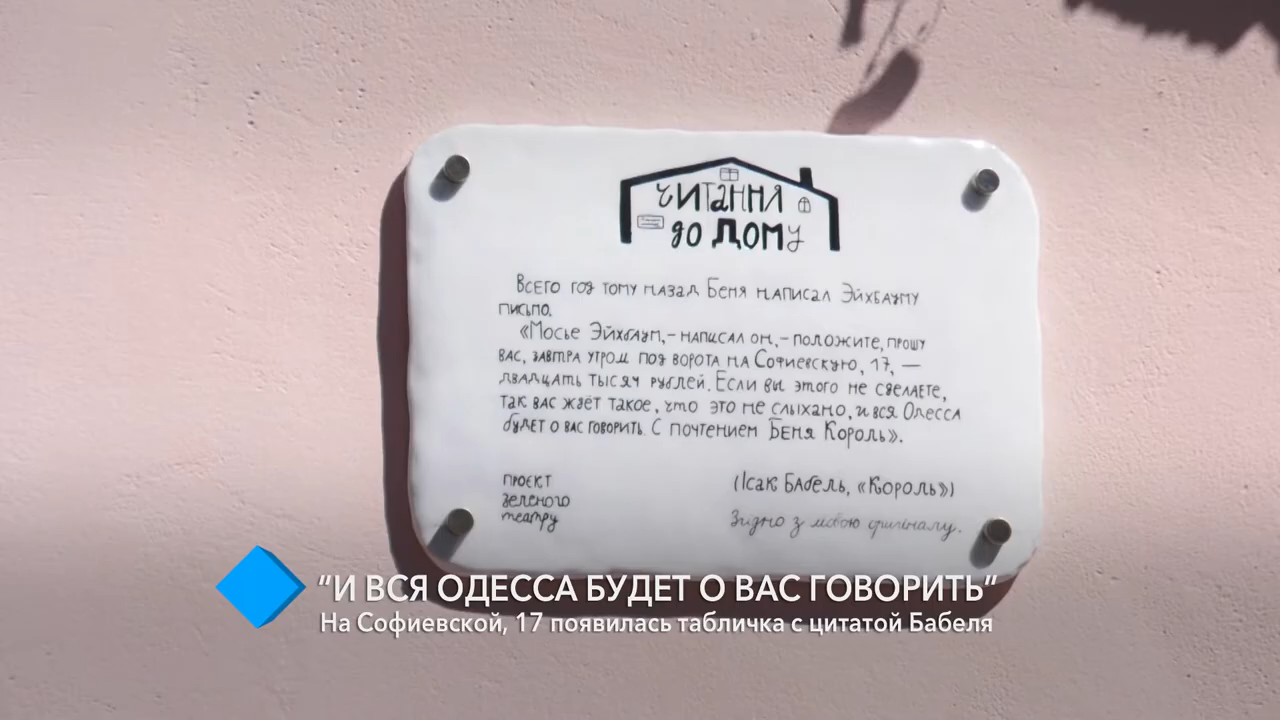 читання
до дому
Всего год тому назад Беня написал Эйхбауму
письмо.
«Мосье Эйхбаум,– написал он,– положите, прошу
вас, завтра утром под ворота на Софиевскую, 17, —
двадцать тысяч рублей. Если вы этого не сделаете,
так вас ждёт такое, что это не слыхано, и вся Одесса
будет о вас говорить. С почтением Беня Король».
проєкт
зеленого
театру
(Ісак Бабель, «Король»)
Згідно з мовою оригіналу.
“И ВСЯ ОДЕССА БУДЕТ О ВАС ГОВОРИТЬ“
На Софиевской, 17 появилась табличка с цитатой Бабеля